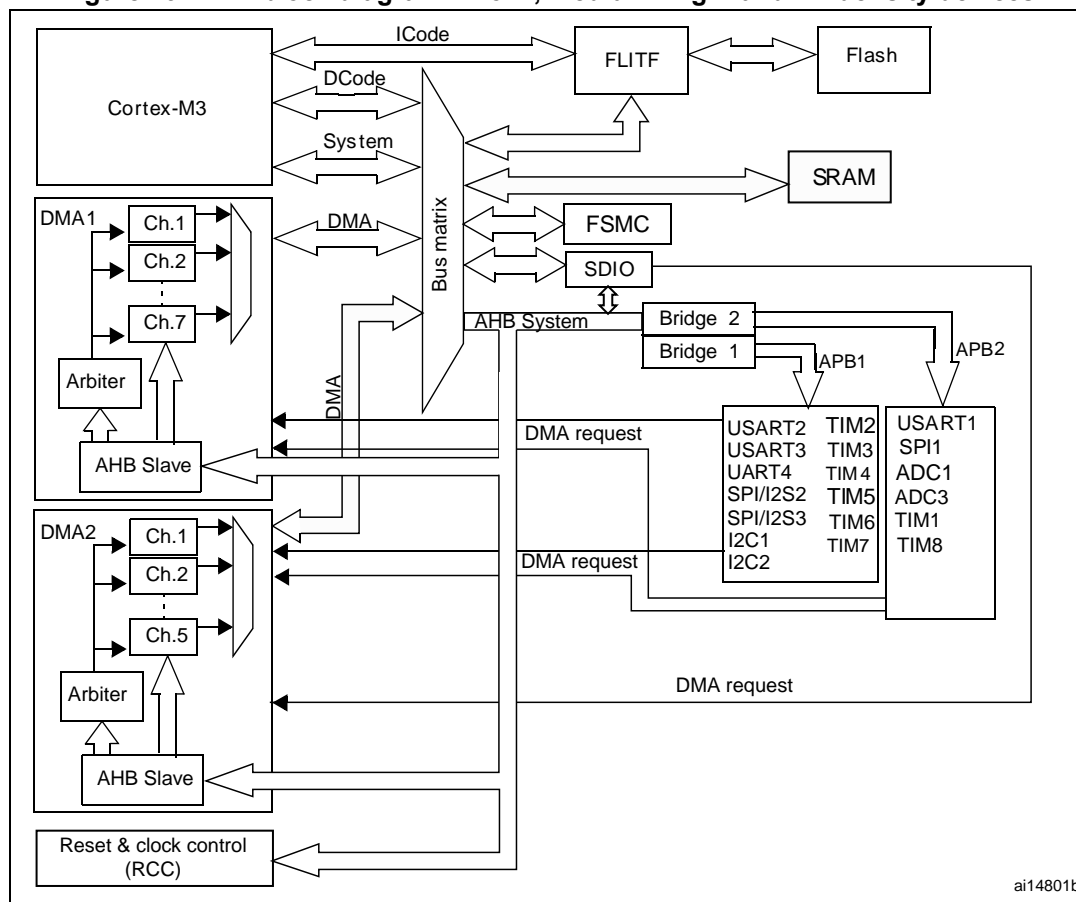 ICode
FLITF
Flash
DCode
Cortex-M3
System
SRAM
DMA1
Ch.1
DMA
FSMC
Ch.2
Bus matrix
SDIO
Ch.7
AHB System
Bridge 2
Bridge 1
APB1
APB2
Arbiter
DMA
USART2 TIM2
USART3 TIM3
UART4 TIM4
SPI/I2S2 TIM5
SPI/I2S3 TIM6
I2C1 TIM7
I2C2
USART1
SPI1
ADC1
ADC3
TIM1
TIM8
DMA request
AHB Slave
DMA2
Ch.1
Ch.2
DMA request
Ch.5
Arbiter
DMA request
AHB Slave
Reset & clock control
(RCC)
ai14801b